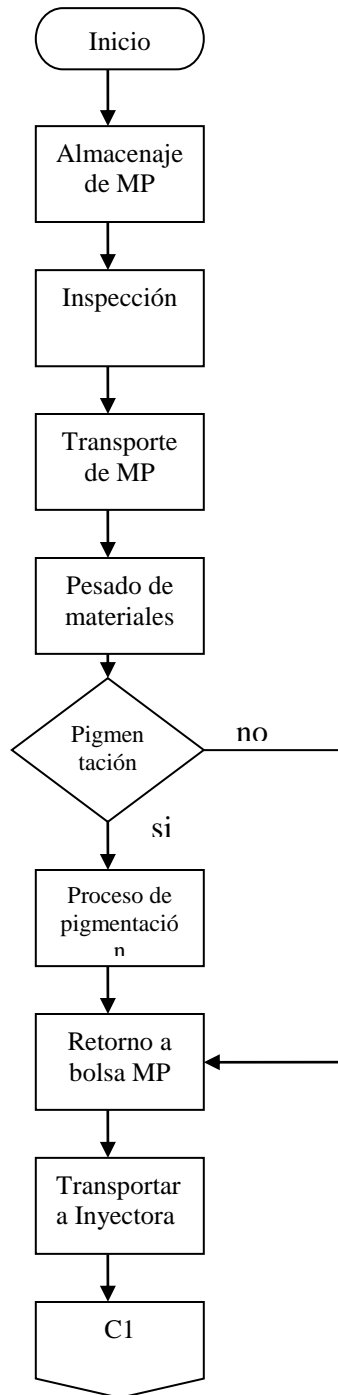 Inicio
Almacenaje
de MP
Inspección
Transporte
de MP
Pesado de
materiales
Pigmen
tación
no
si
Proceso de
pigmentació
n
Retorno a
bolsa MP
Transportar
a Inyectora
C1